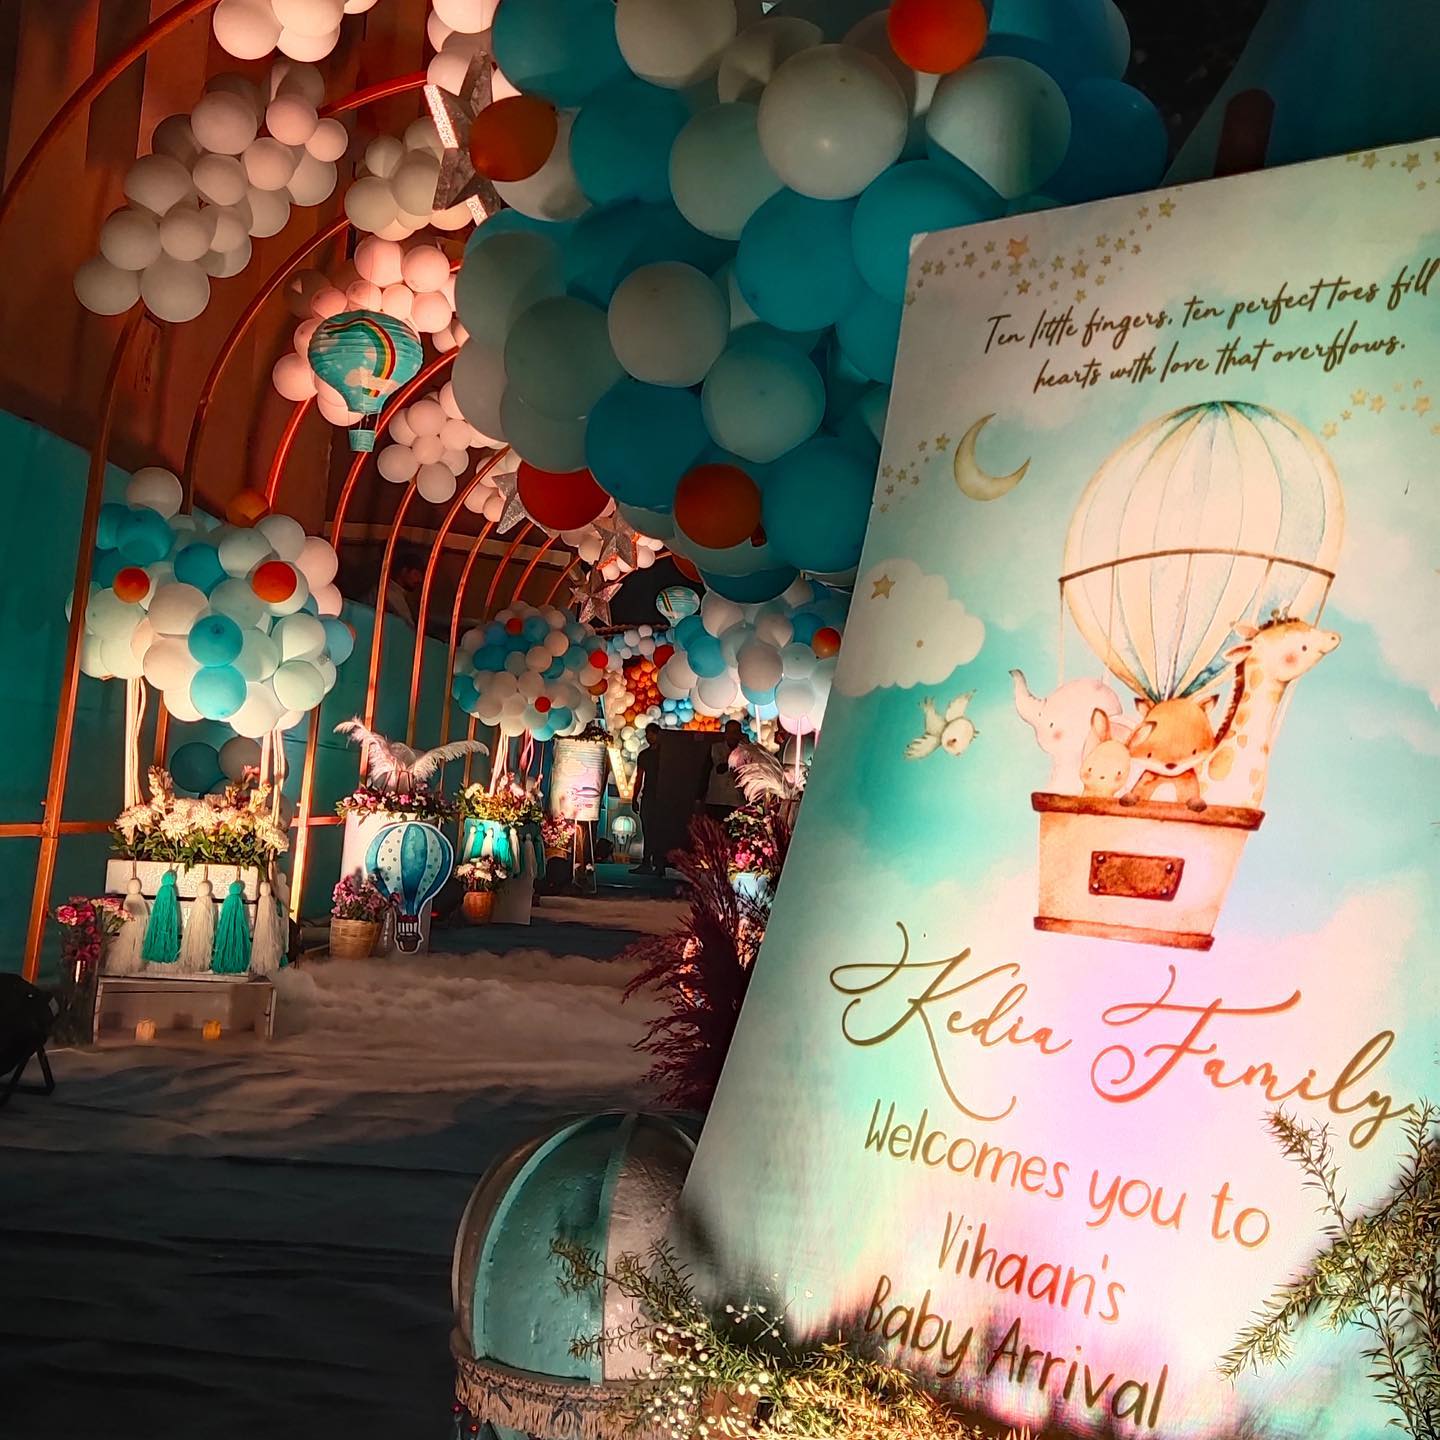 Ten little fingers, ten perfect toes fill
hearts with love that overflows.
Kedia Family
Welcomes you to
Vihaan's
Baby Arrival